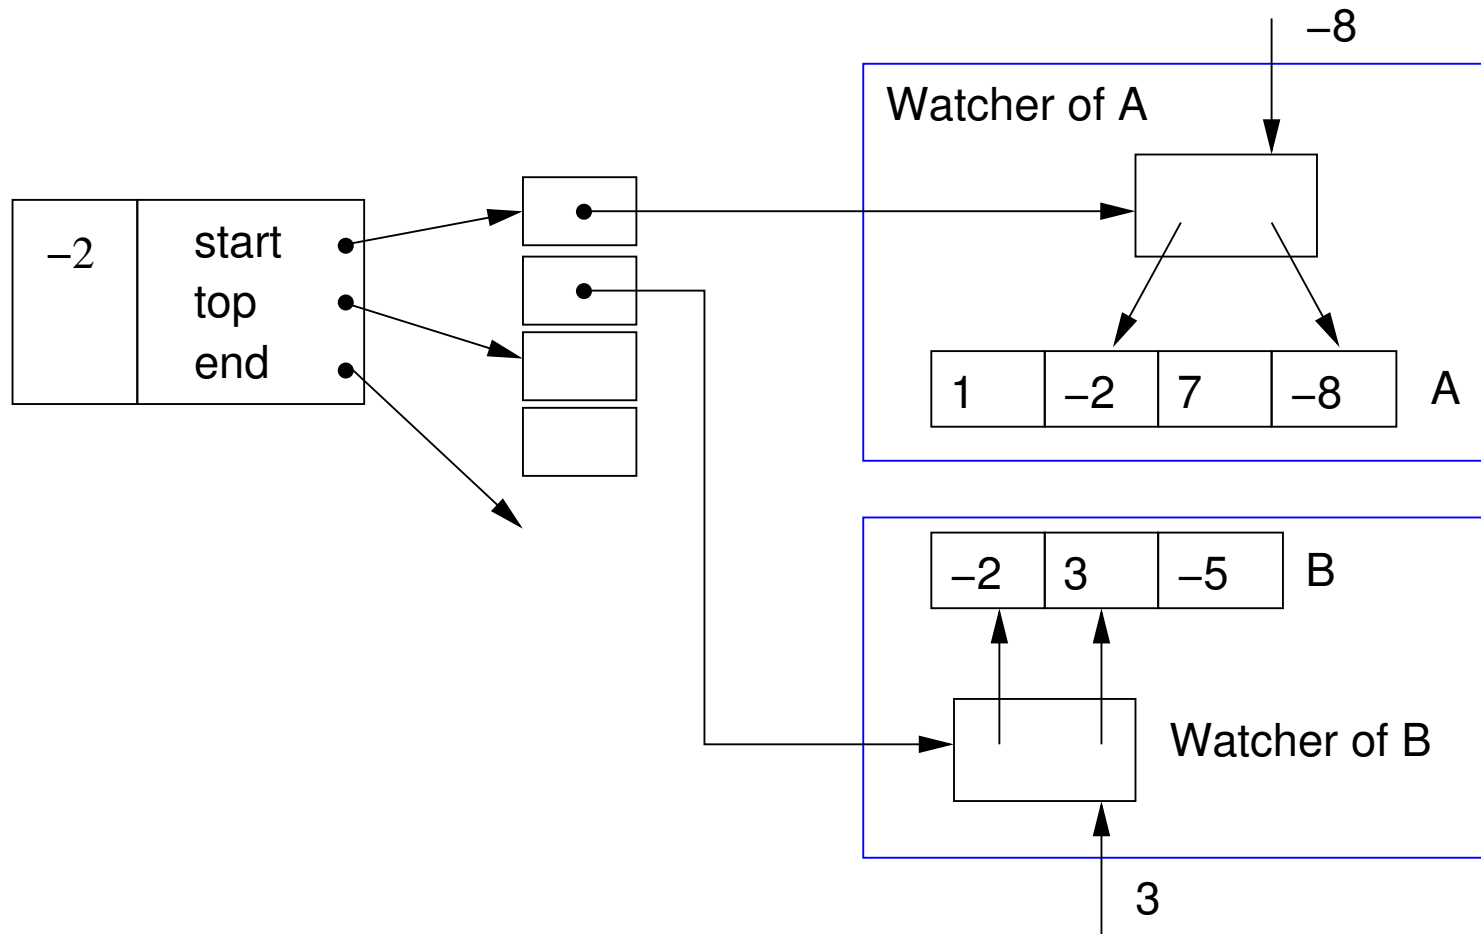 −8
Watcher of A
−2
start
top
end
1 −2 7 −8 A
−2 3 −5 B
Watcher of B
3